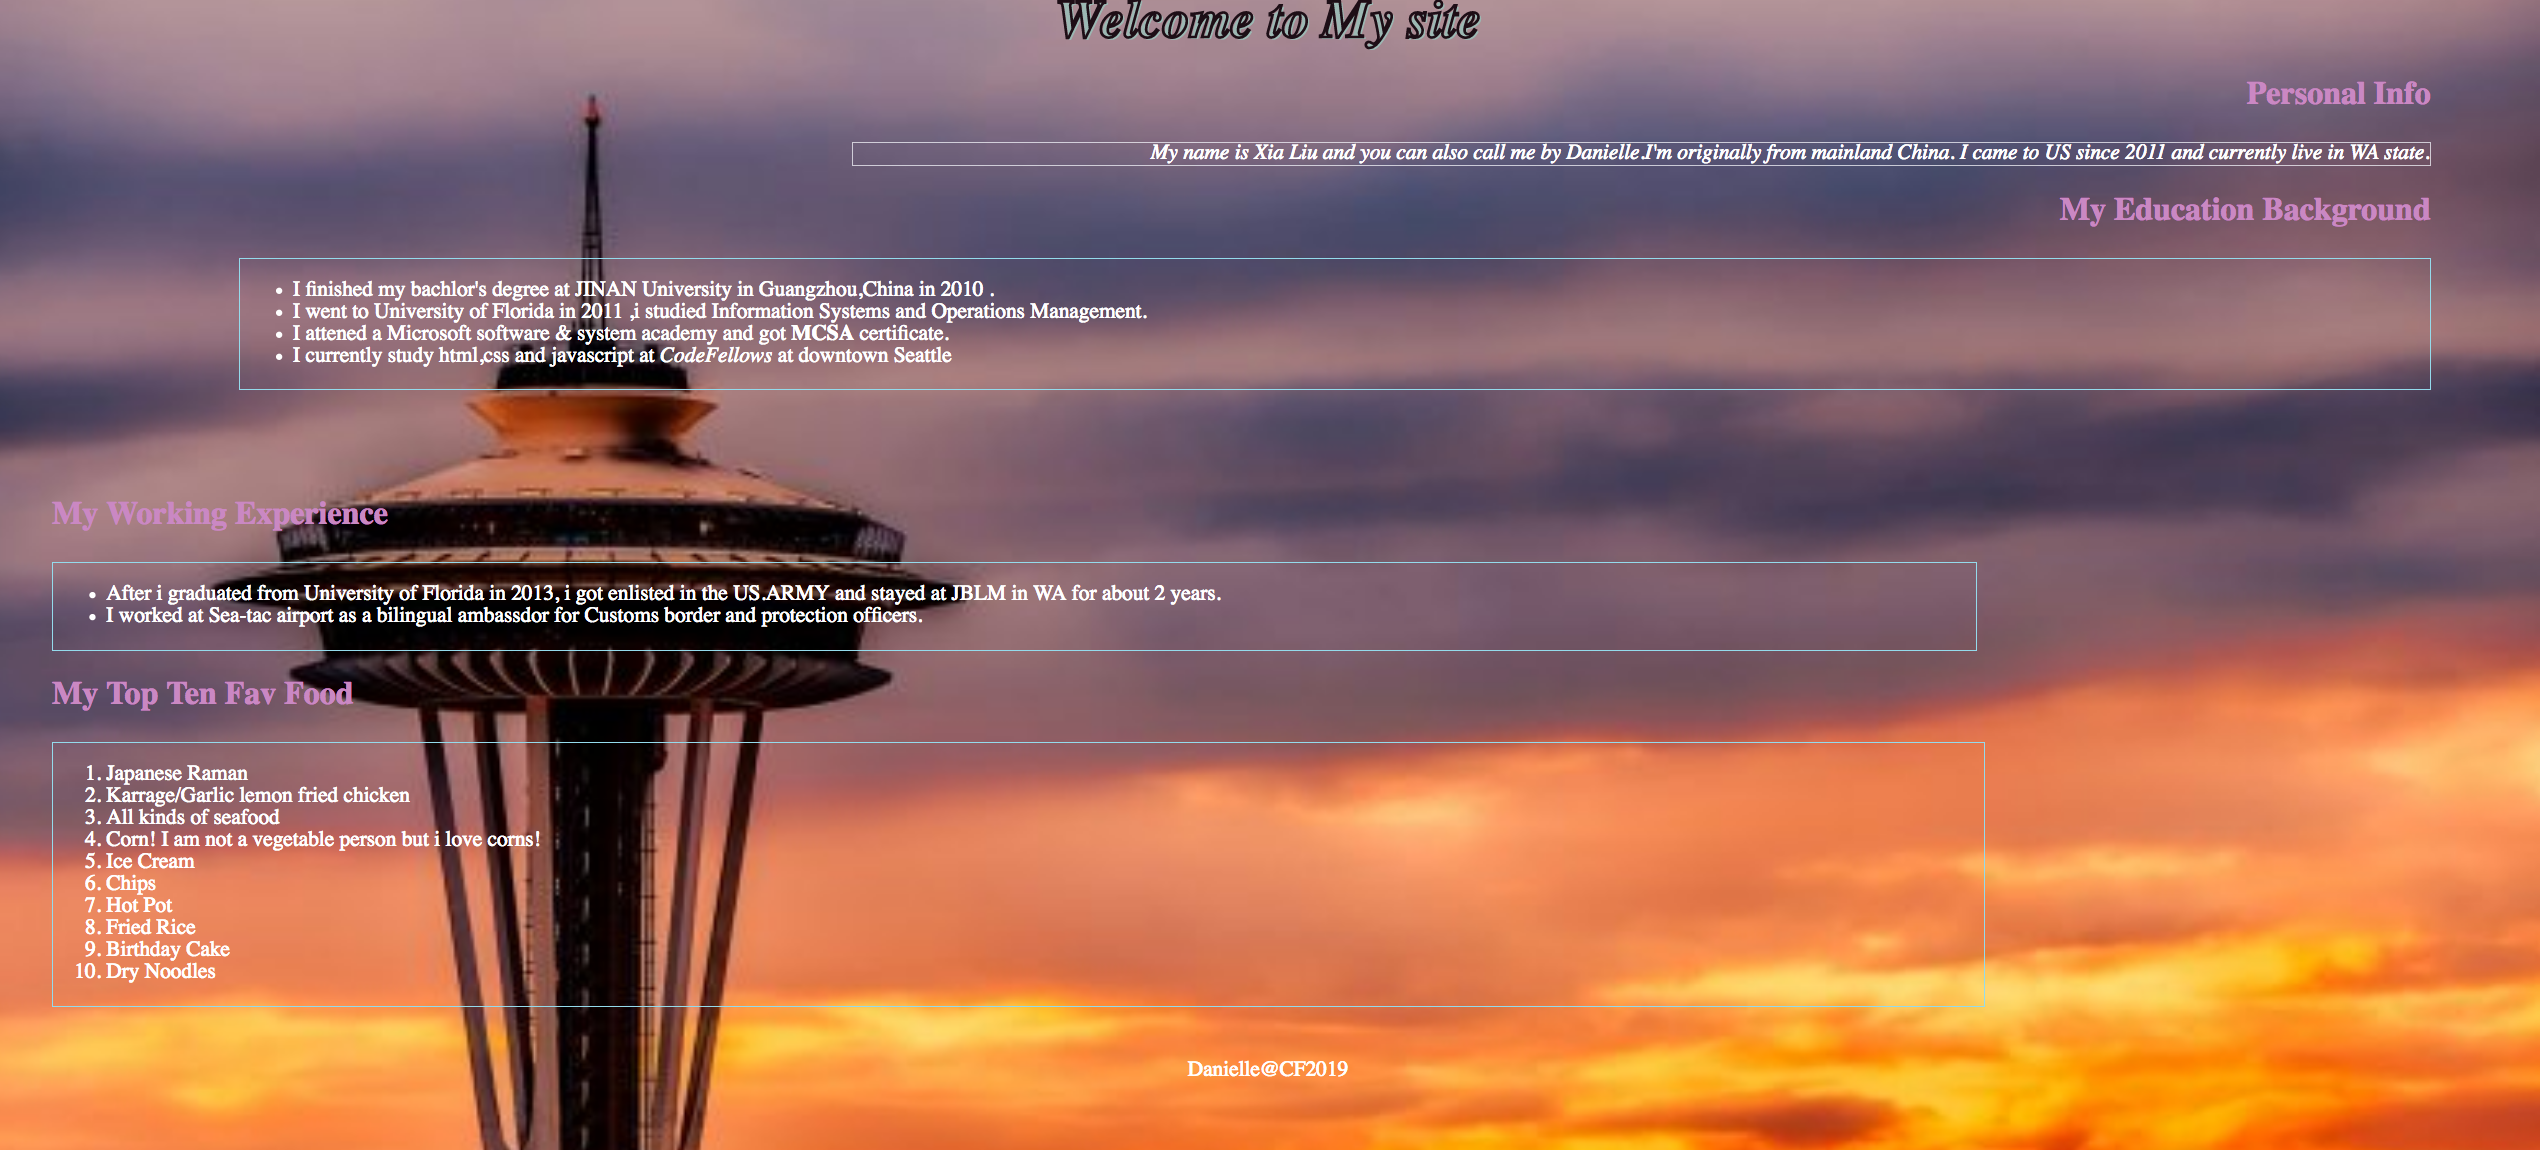 Welcome to My site
Personal Info
My name is Xia Liu and you can also call me by Danielle.I'm originally from mainland China. I came to US since 2011 and currently live in WA state.
My Education Background
• I finished my bachlor's degree at JINAN University in Guangzhou,China in 2010 .
• I went to University of Florida in 2011 ,i studied Information Systems and Operations Management.
• I attened a Microsoft software & system academy and got MCSA certificate.
• I currently study html,css and javascript at CodeFellows at downtown Seattle
My Working Experience
• After i graduated from University of Florida in 2013, i got enlisted in the US.ARMY and stayed at JBLM in WA for about 2 years.
• I worked at Sea-tac airport as a bilingual ambassdor for Customs border and protection officers.
My Top Ten Fav Food
1. Japanese Raman
2. Karrage/Garlic lemon fried chicken
3. All kinds of seafood
4. Corn! I am not a vegetable person but i love corns!
5. Ice Cream
6. Chips
7. Hot Pot
8. Fried Rice
9. Birthday Cake
10. Dry Noodles
Danielle@CF2019